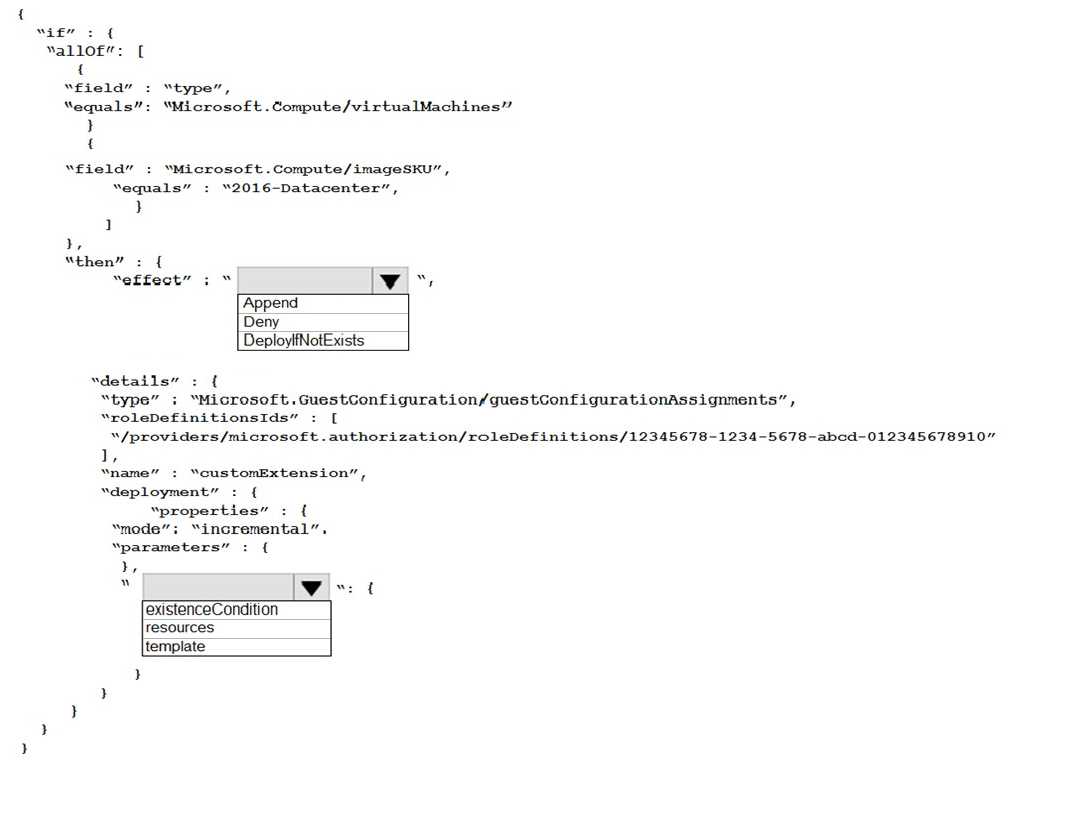 {
“if” : {
“allOf”: [
{
“field” : “type”,
“equals”: “Microsoft.Compute/virtualMachines”
}
{
“field” : “Microsoft.Compute/imageSKU”,
“equals” : “2016-Datacenter”,
}
]
},
“then” : {
“effect” : “ ▼ “,
Append
Deny
DeployIfNotExists
“details” : {
“type” : “Microsoft.GuestConfiguration/guestConfigurationAssignments”,
“roleDefinitionsIds” : [
“/providers/microsoft.authorization/roleDefinitions/12345678-1234-5678-abcd-012345678910”
],
“name” : “customExtension”,
“deployment” : {
“properties” : {
“mode”: “incremental”.
“parameters” : {
},
“ ▼ “: {
existenceCondition
resources
template
}
}
}
}
}